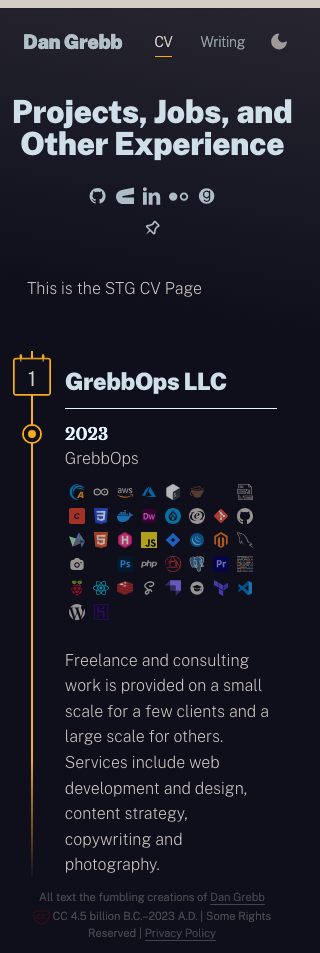 Dan Grebb CV Writing
Projects, Jobs, and
Other Experience
This is the STG CV Page
1
GrebbOps LLC
2023
GrebbOps
aws
Dw
JS
Ps php Pr
Freelance and consulting
work is provided on a small
scale for a few clients and a
large scale for others.
Services include web
development and design,
content strategy,
copywriting and
photography.
All text the fumbling creations of Dan Grebb
CC 4.5 billion B.C.–2023 A.D. | Some Rights
Reserved | Privacy Policy